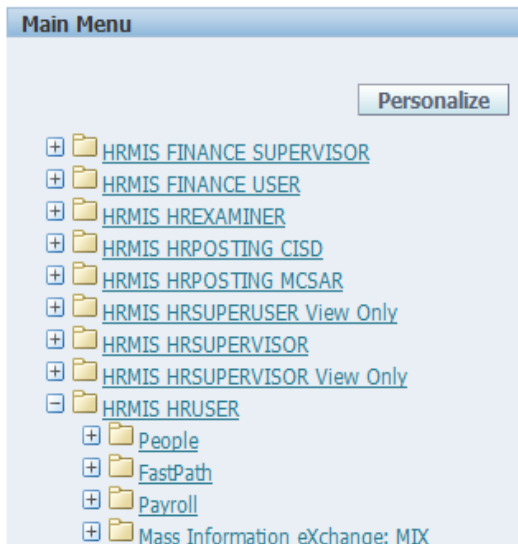 Main Menu
Personalize
HRMIS FINANCE SUPERVISOR
HRMIS FINANCE USER
HRMIS HREXAMINER
HRMIS HRPOSTING CISD
HRMIS HRPOSTING MCSAR
HRMIS HRSUPERUSER View Only
HRMIS HRSUPERVISOR
HRMIS HRSUPERVISOR View Only
HRMIS HRUSER
People
FastPath
Payroll
Mass Information eXchange: MIX